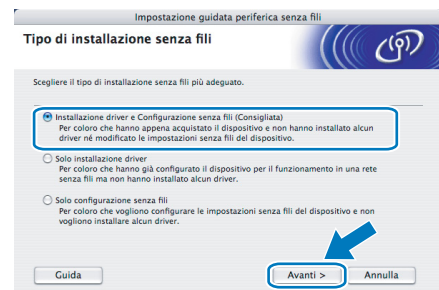 Impostazione guidata periferica senza fili
Tipo di installazione senza fili
Scegliere il tipo di installazione senza fili più adeguato.
Installazione driver e Configurazione senza fili (Consigliata)
Per coloro che hanno appena acquistato il dispositivo e non hanno installato alcun
driver né modificato le impostazioni senza fili del dispositivo.
Solo installazione driver
Per coloro che hanno già configurato il dispositivo per il funzionamento in una rete
senza fili ma non hanno installato alcun driver.
Solo configurazione senza fili
Per coloro che vogliono configurare le impostazioni senza fili del dispositivo e non
vogliono installare alcun driver.
Guida
Avanti >
Annulla